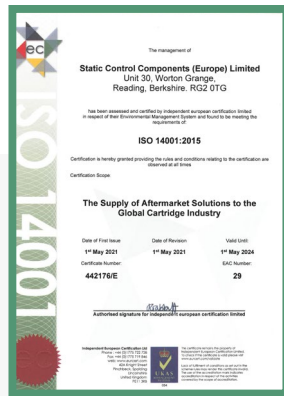 ec
ISO 14001
The management of
Static Control Components (Europe) Limited
Unit 30, Worton Grange,
Reading, Berkshire. RG2 0TG
has been assessed and certified by independent european certification limited
in respect of their Environmental Management System and found to be meeting the
requirements of:
ISO 14001:2015
Certification is hereby granted providing the rules and conditions relating to the certification are
observed at all times
Certification Scope:
The Supply of Aftermarket Solutions to the
Global Cartridge Industry
Date of First Issue
Date of Revision
Valid Until:
1st May 2021
1st May 2021
1st May 2024
Certificate Number:
EAC Number:
442176/E
29
Authorised signature for independent european certification limited
Independent European Certification Ltd
United Kingdom
UKAS